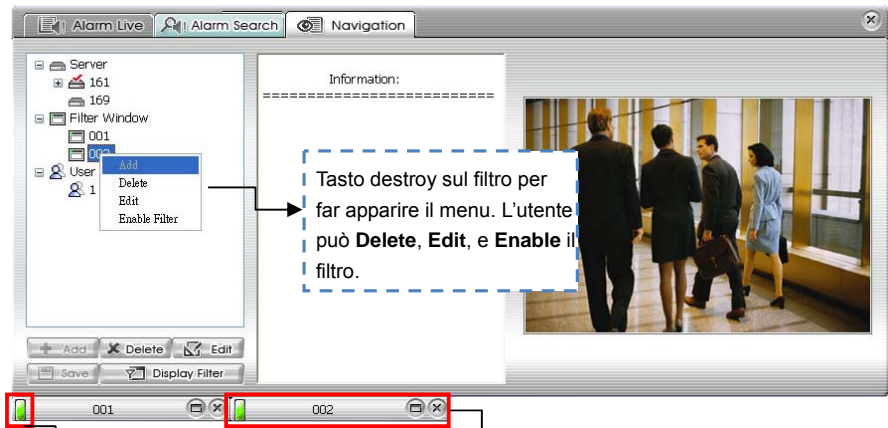 Alarm Live Alarm Search Navigation
Server
161
169
Filter Window
001
002
User
1
Add
Delete
Edit
Enable Filter
Information:
===========================
Tasto destroy sul filtro per
far apparire il menu. L'utente
può Delete, Edit, e Enable il
filtro.
Add Delete Edit
Save Display Filter
001 002